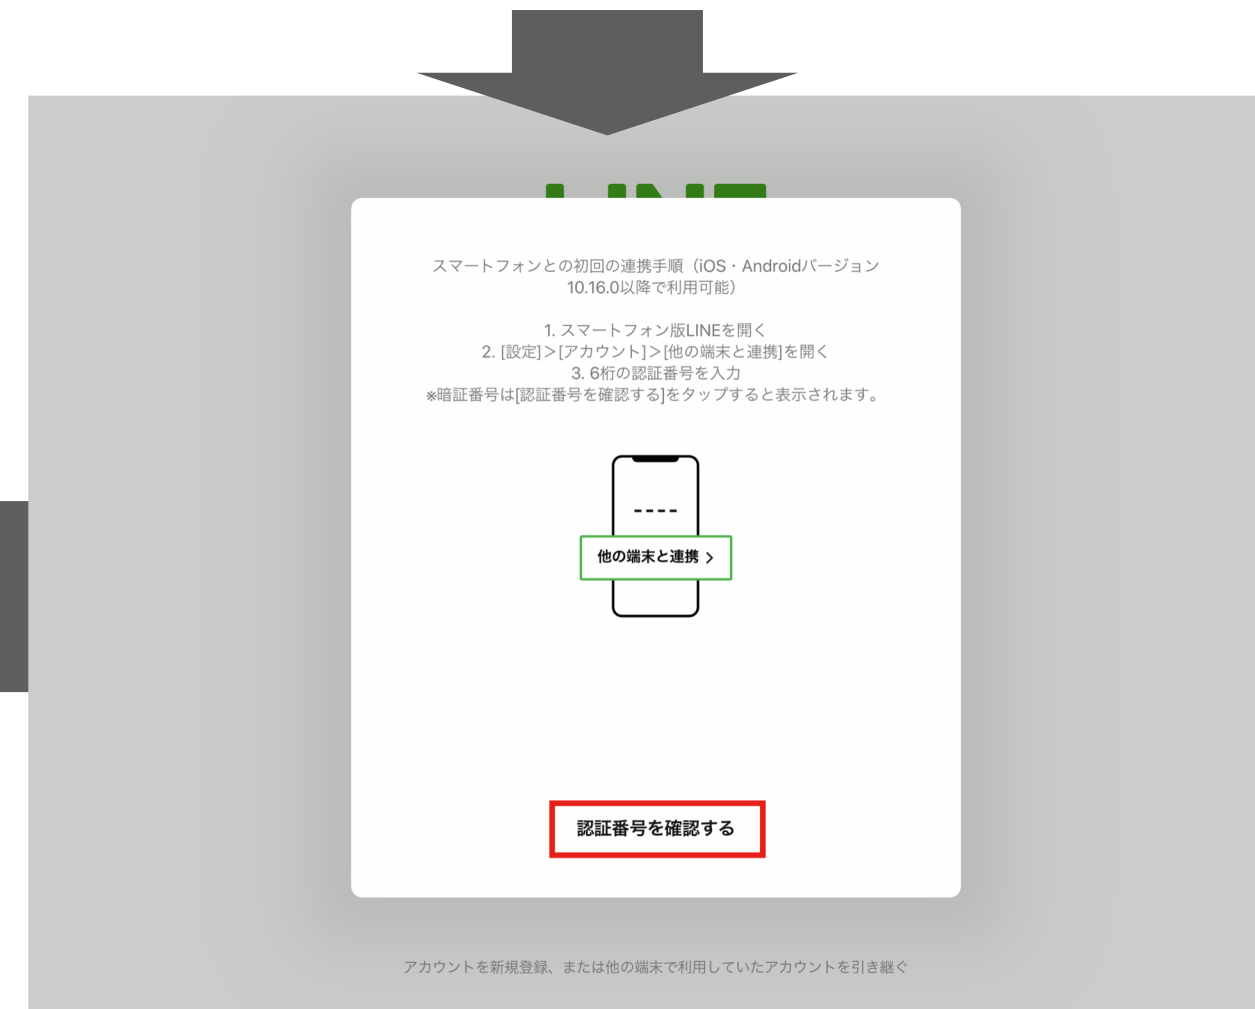 スマートフォンとの初回の連携手順（iOS・Androidバージョン
10.16.0以降で利用可能）
1. スマートフォン版LINEを開く
2. [設定]＞[アカウント]＞[他の端末と連携]を開く
3. 6桁の認証番号を入力
※暗証番号は[認証番号を確認する]をタップすると表示されます。
他の端末と連携 >
認証番号を確認する
アカウントを新規登録、または他の端末で利用していたアカウントを引き継ぐ